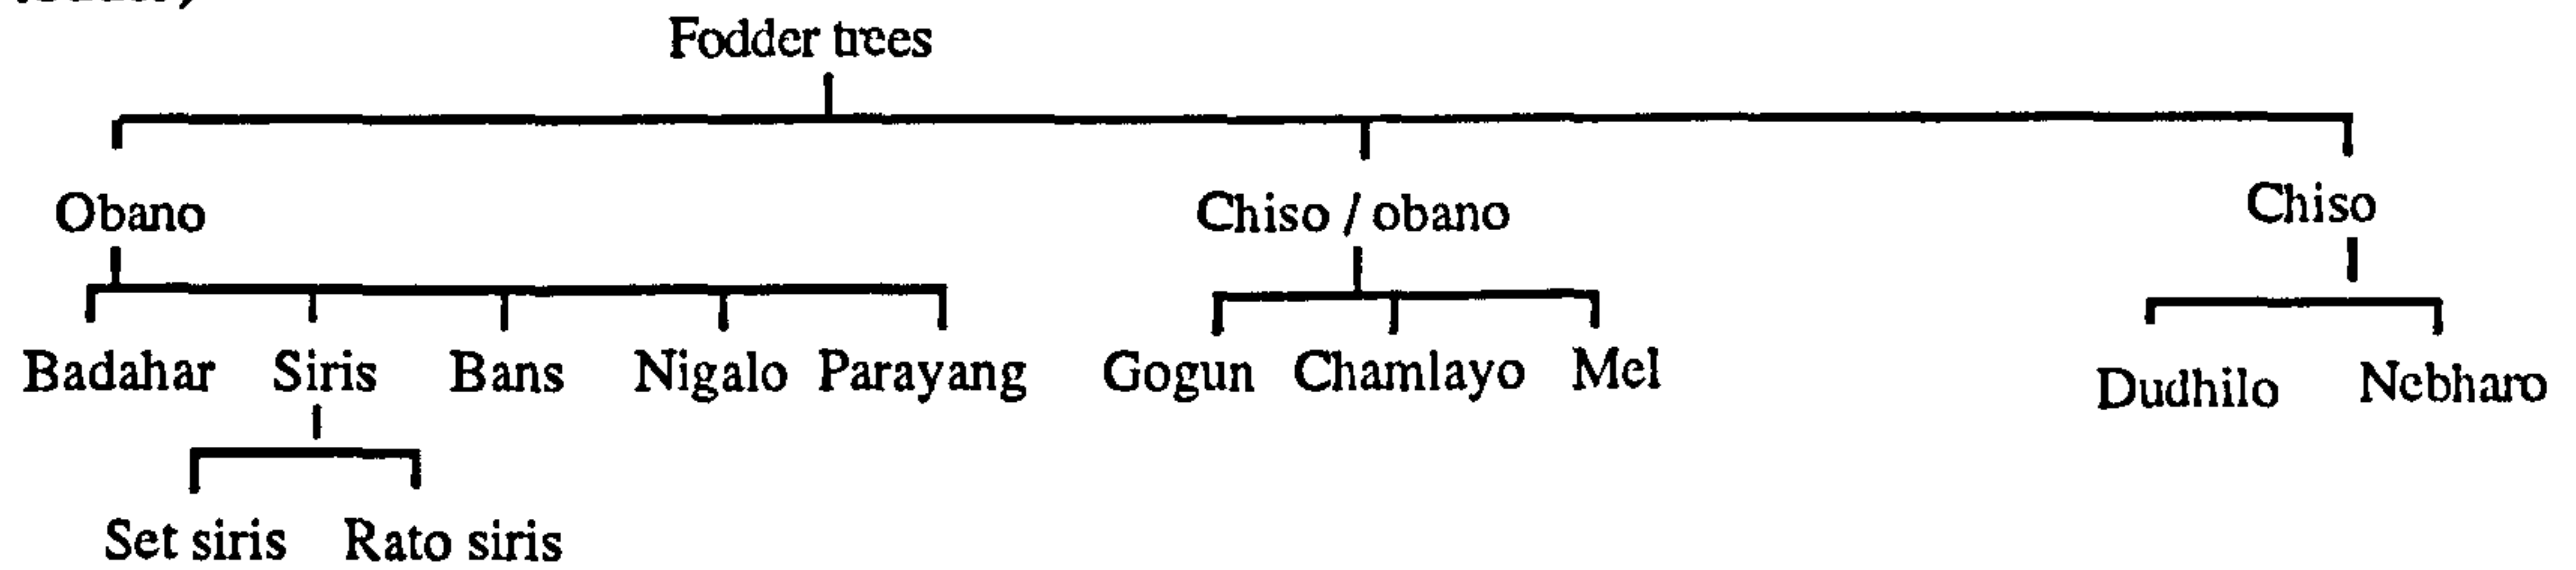 Fodder trees
Obano Chiso / obano Chiso
Badahar Siris Bans Nigalo Parayang Gogun Chamlayo Mel Dudhilo Nebharo
Set siris Rato siris